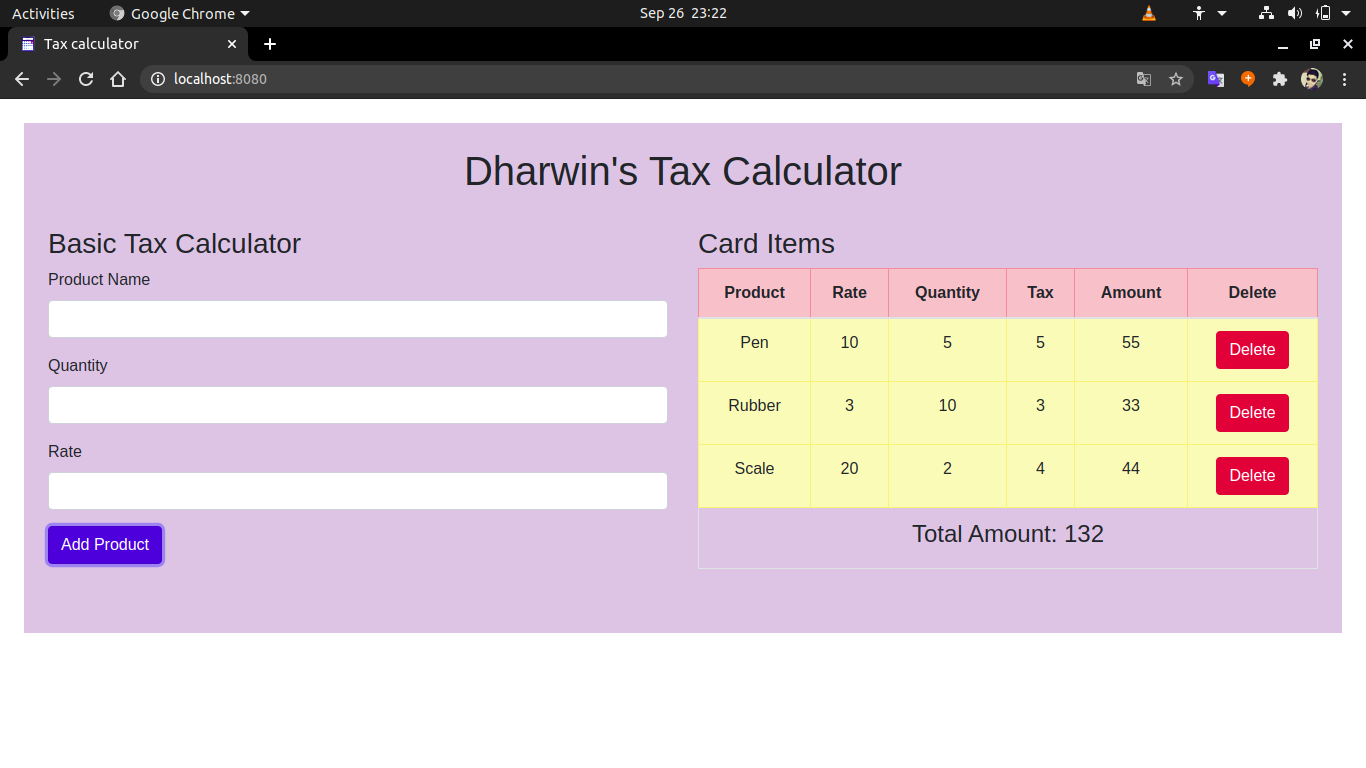 Activities Google Chrome Sep 26 23:22
Tax calculator
localhost:8080
Dharwin's Tax Calculator
Basic Tax Calculator
Product Name
Quantity
Rate
Add Product
Card Items
Product Rate Quantity Tax Amount Delete
Pen 10 5 5 55 Delete
Rubber 3 10 3 33 Delete
Scale 20 2 4 44 Delete
Total Amount: 132